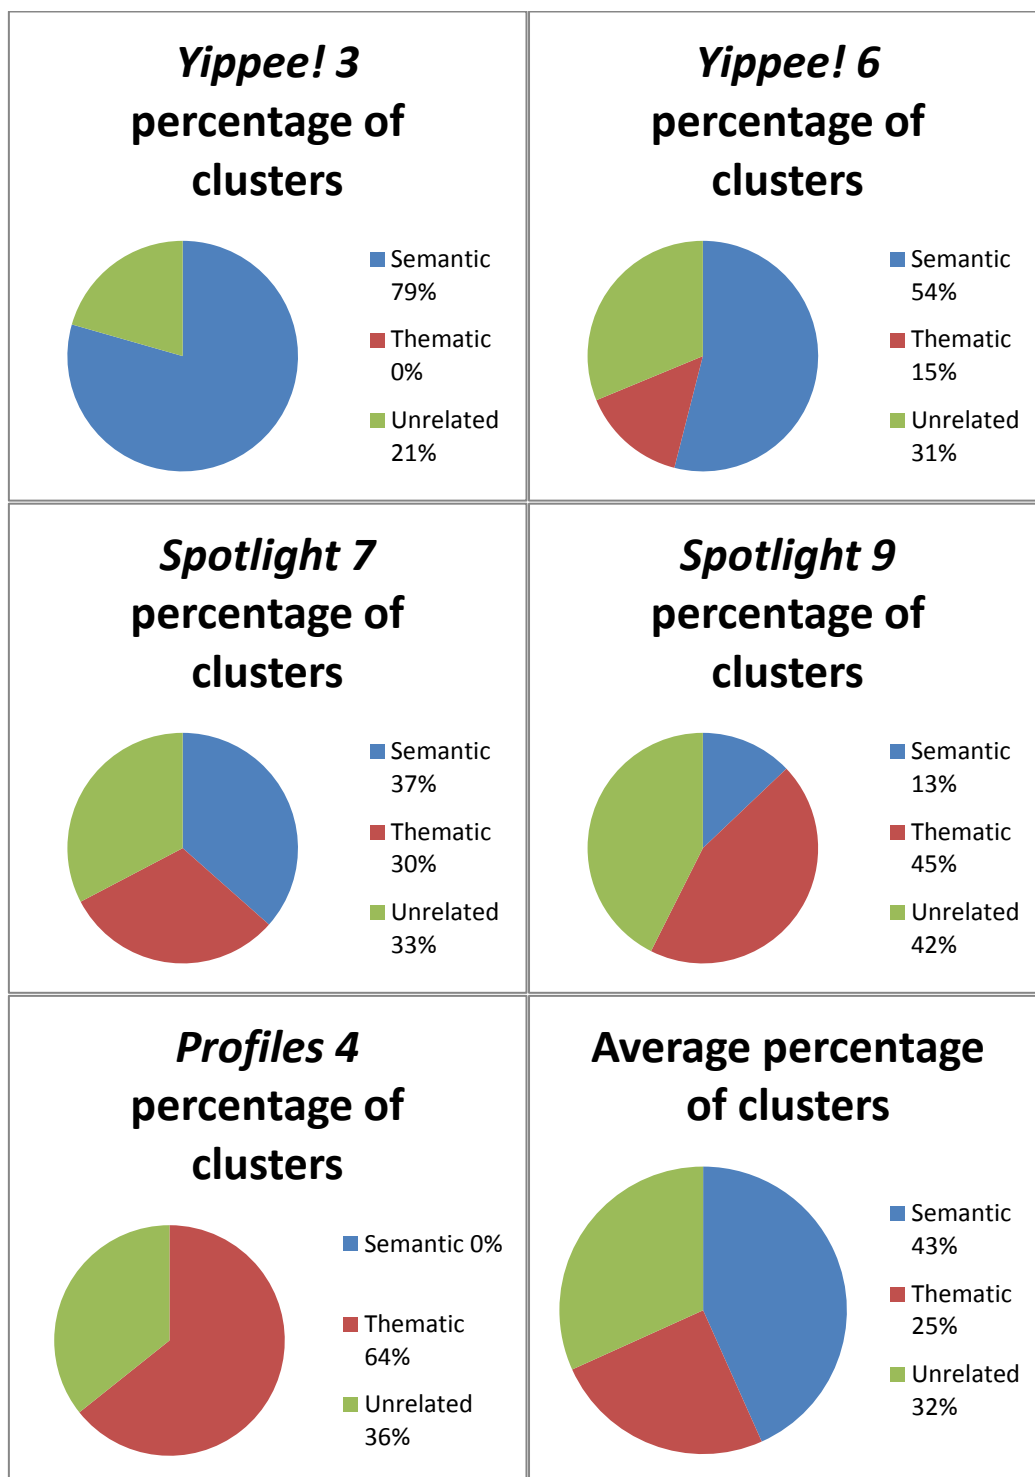 Yippee! 3
percentage of
clusters
Semantic
79%
Thematic
0%
Unrelated
21%
Yippee! 6
percentage of
clusters
Semantic
54%
Thematic
15%
Unrelated
31%
Spotlight 7
percentage of
clusters
Semantic
37%
Thematic
30%
Unrelated
33%
Spotlight 9
percentage of
clusters
Semantic
13%
Thematic
45%
Unrelated
42%
Profiles 4
percentage of
clusters
Semantic 0%
Thematic
64%
Unrelated
36%
Average percentage
of clusters
Semantic
43%
Thematic
25%
Unrelated
32%